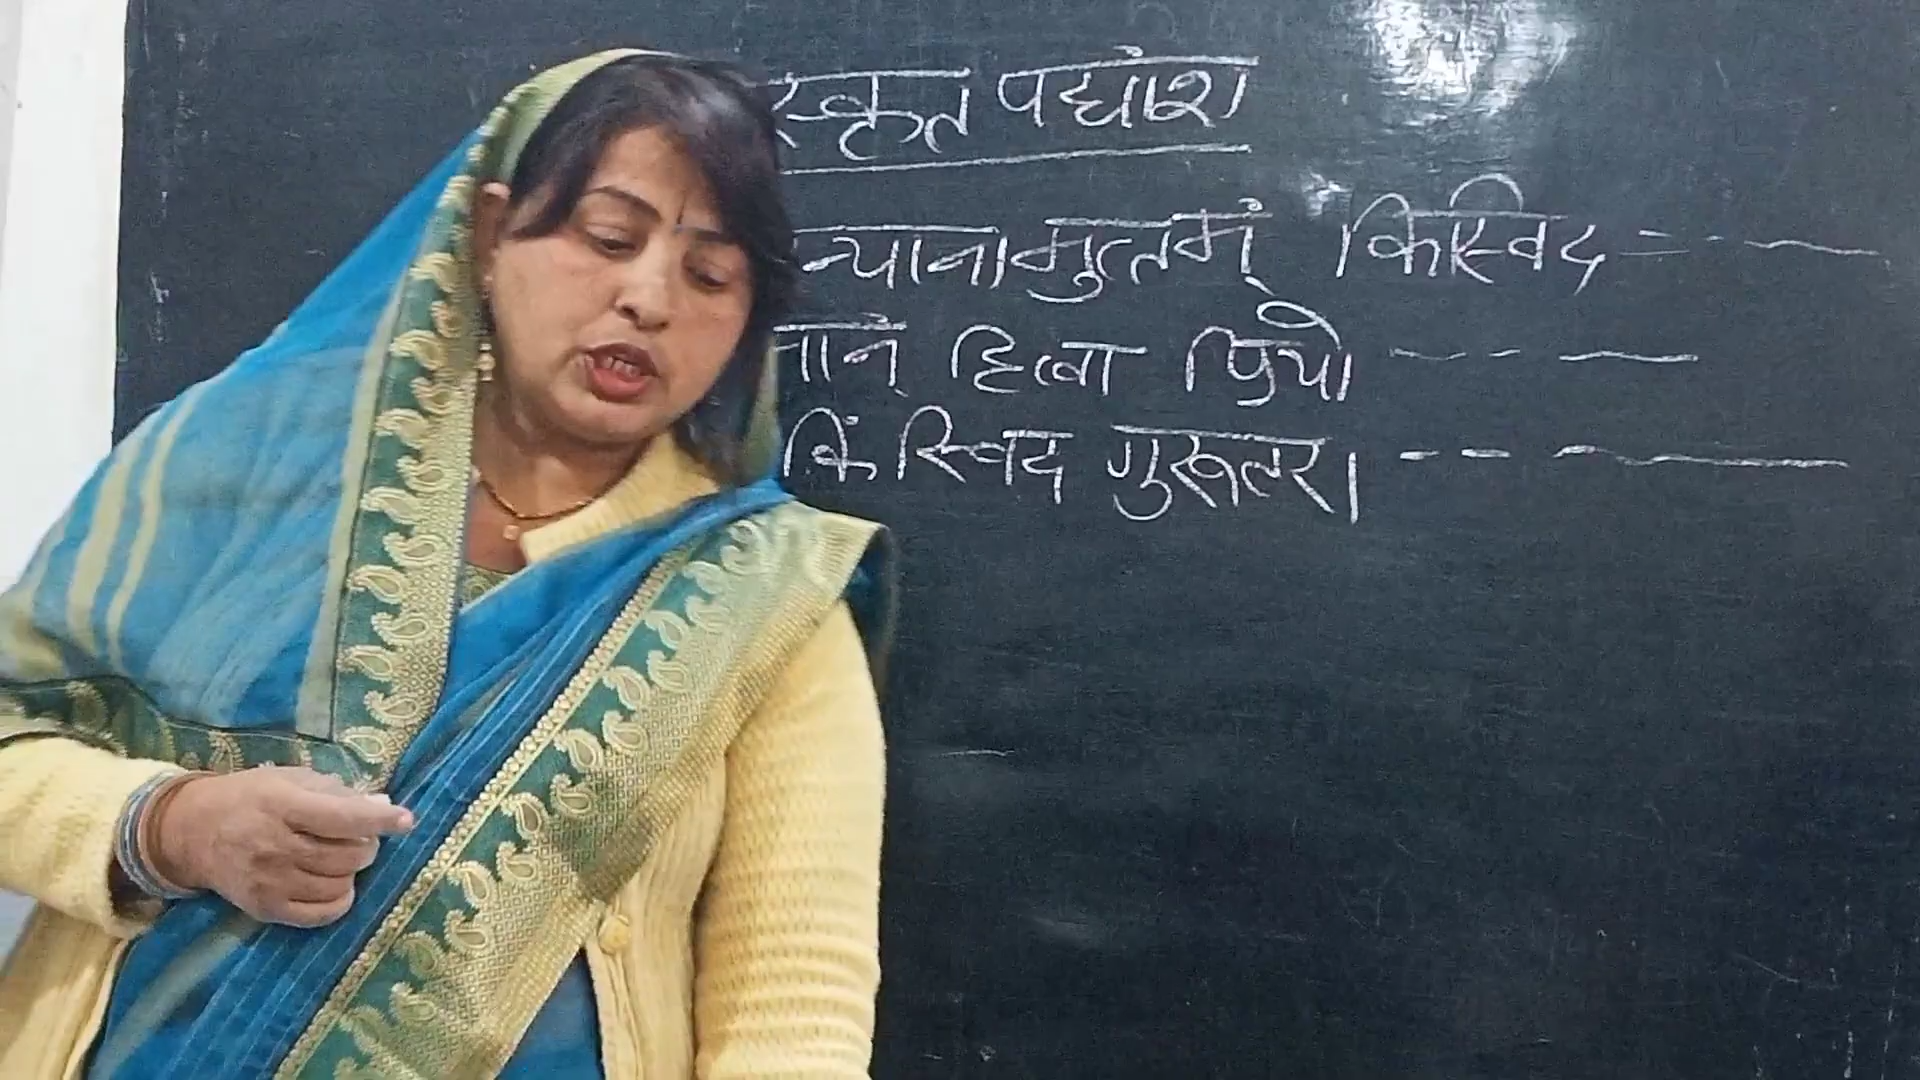 स्कृत पद्यांश
न्यानामुत्तमं किंस्विद
नानं हित्वा प्रियो
किं स्विद गुरूतर।